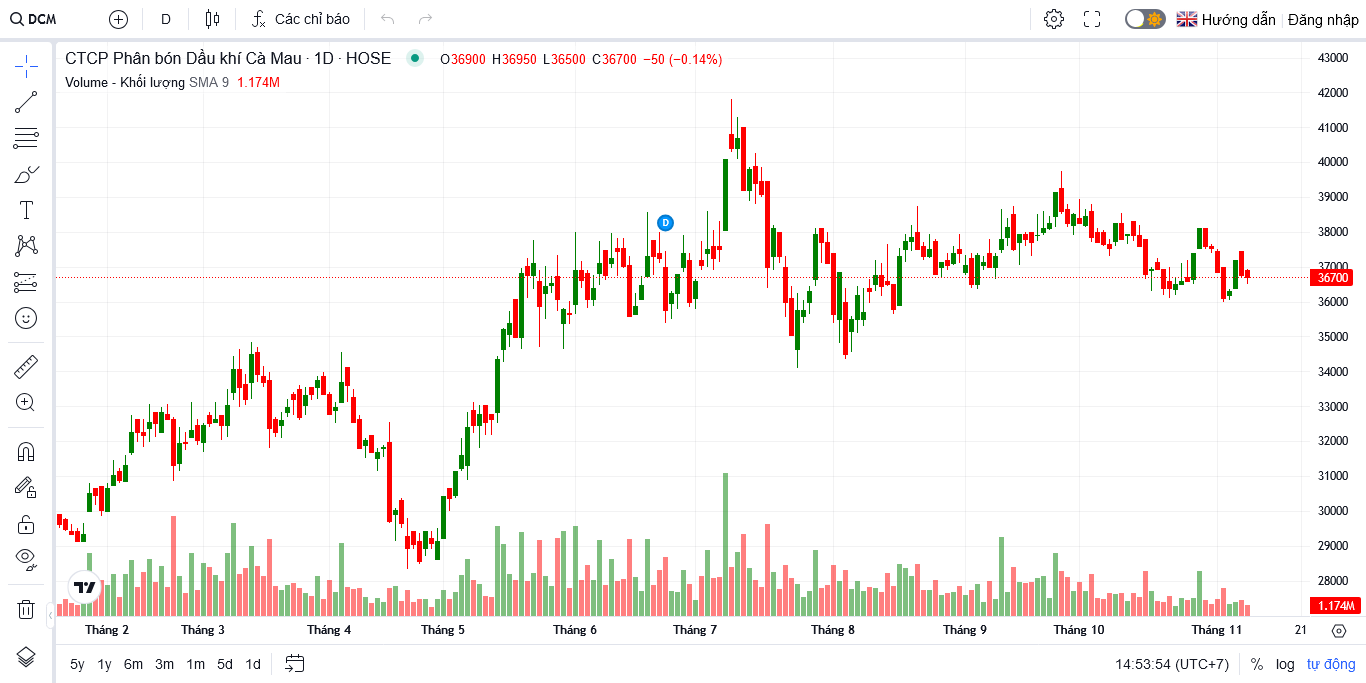 DCM D Các chỉ báo Hướng dẫn Đăng nhập
CTCP Phân bón Dầu khí Cà Mau · 1D · HOSE O36900 H36950 L36500 C36700 −50 (−0.14%)
Volume - Khối lượng SMA 9 1.174M
D
43000
42000
41000
40000
39000
38000
37000
36700
36000
35000
34000
33000
32000
31000
30000
29000
28000
1.174M
Tháng 2 Tháng 3 Tháng 4 Tháng 5 Tháng 6 Tháng 7 Tháng 8 Tháng 9 Tháng 10 Tháng 11 21
5y 1y 6m 3m 1m 5d 1d 14:53:54 (UTC+7) % log tự động